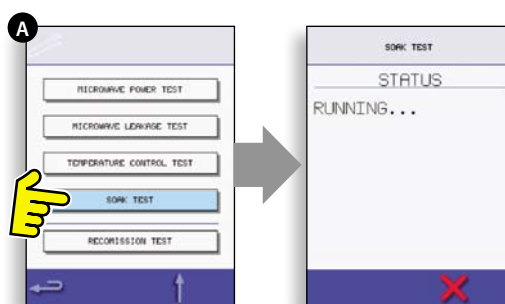 A
MICROWAVE POWER TEST
MICROWAVE LEAKAGE TEST
TEMPERATURE CONTROL TEST
SOAK TEST
RECOMISSION TEST
SOAK TEST
STATUS
RUNNING...